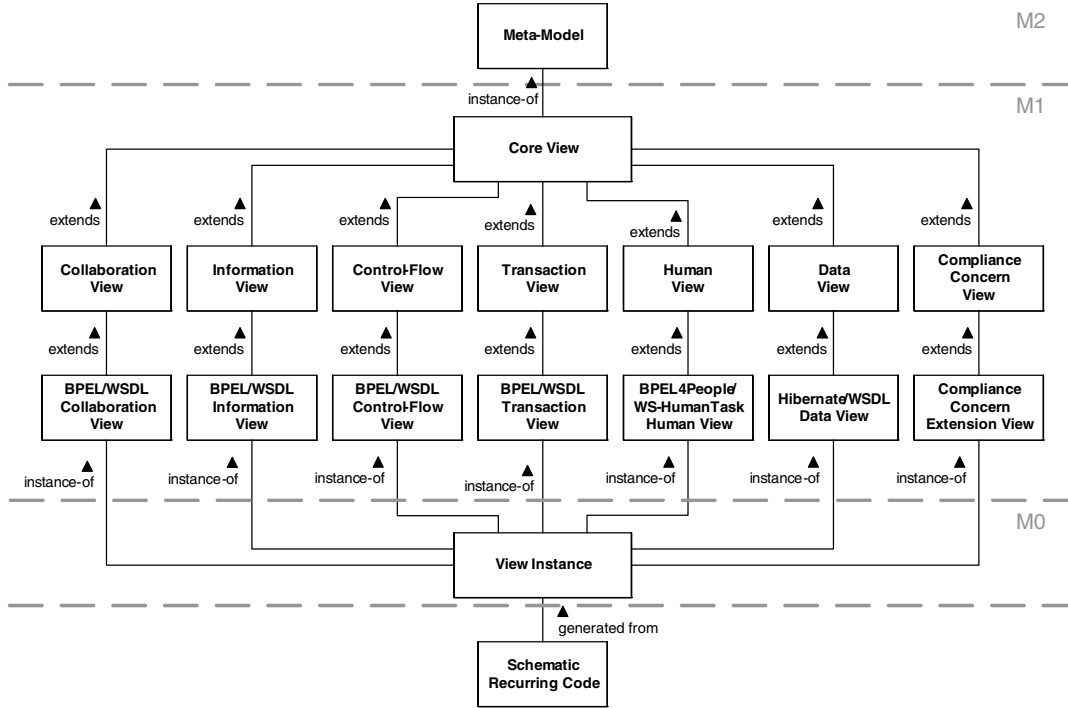 M2
Meta-Model
instance-of
M1
Core View
extends
extends
extends
extends
extends
extends
extends
Collaboration
View
Information
View
Control-Flow
View
Transaction
View
Human
View
Data
View
Compliance
Concern
View
extends
extends
extends
extends
extends
extends
extends
BPEL/WSDL
Collaboration
View
BPEL/WSDL
Information
View
BPEL/WSDL
Control-Flow
View
BPEL/WSDL
Transaction
View
BPEL4People/
WS-HumanTask
Human View
Hibernate/WSDL
Data View
Compliance
Concern
Extension View
instance-of
instance-of
instance-of
instance-of
instance-of
instance-of
instance-of
M0
View Instance
generated from
Schematic
Recurring Code